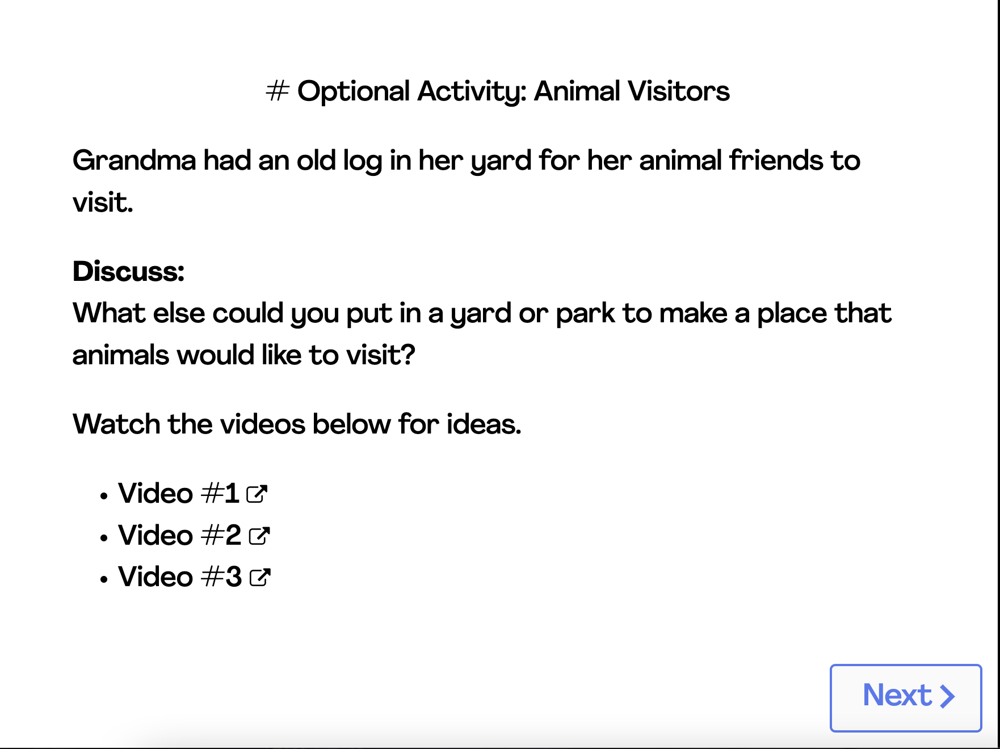 # Optional Activity: Animal Visitors
Grandma had an old log in her yard for her animal friends to
visit.
Discuss:
What else could you put in a yard or park to make a place that
animals would like to visit?
Watch the videos below for ideas.
• Video #1
• Video #2
• Video #3
Next